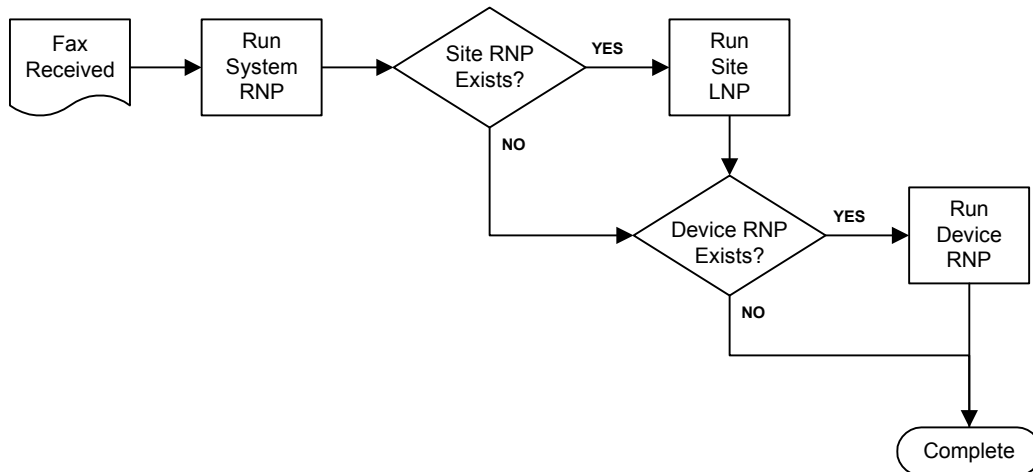 Fax
Received
Run
System
RNP
Site RNP
Exists?
YES
Run
Site
LNP
NO
Device RNP
Exists?
YES
Run
Device
RNP
NO
Complete